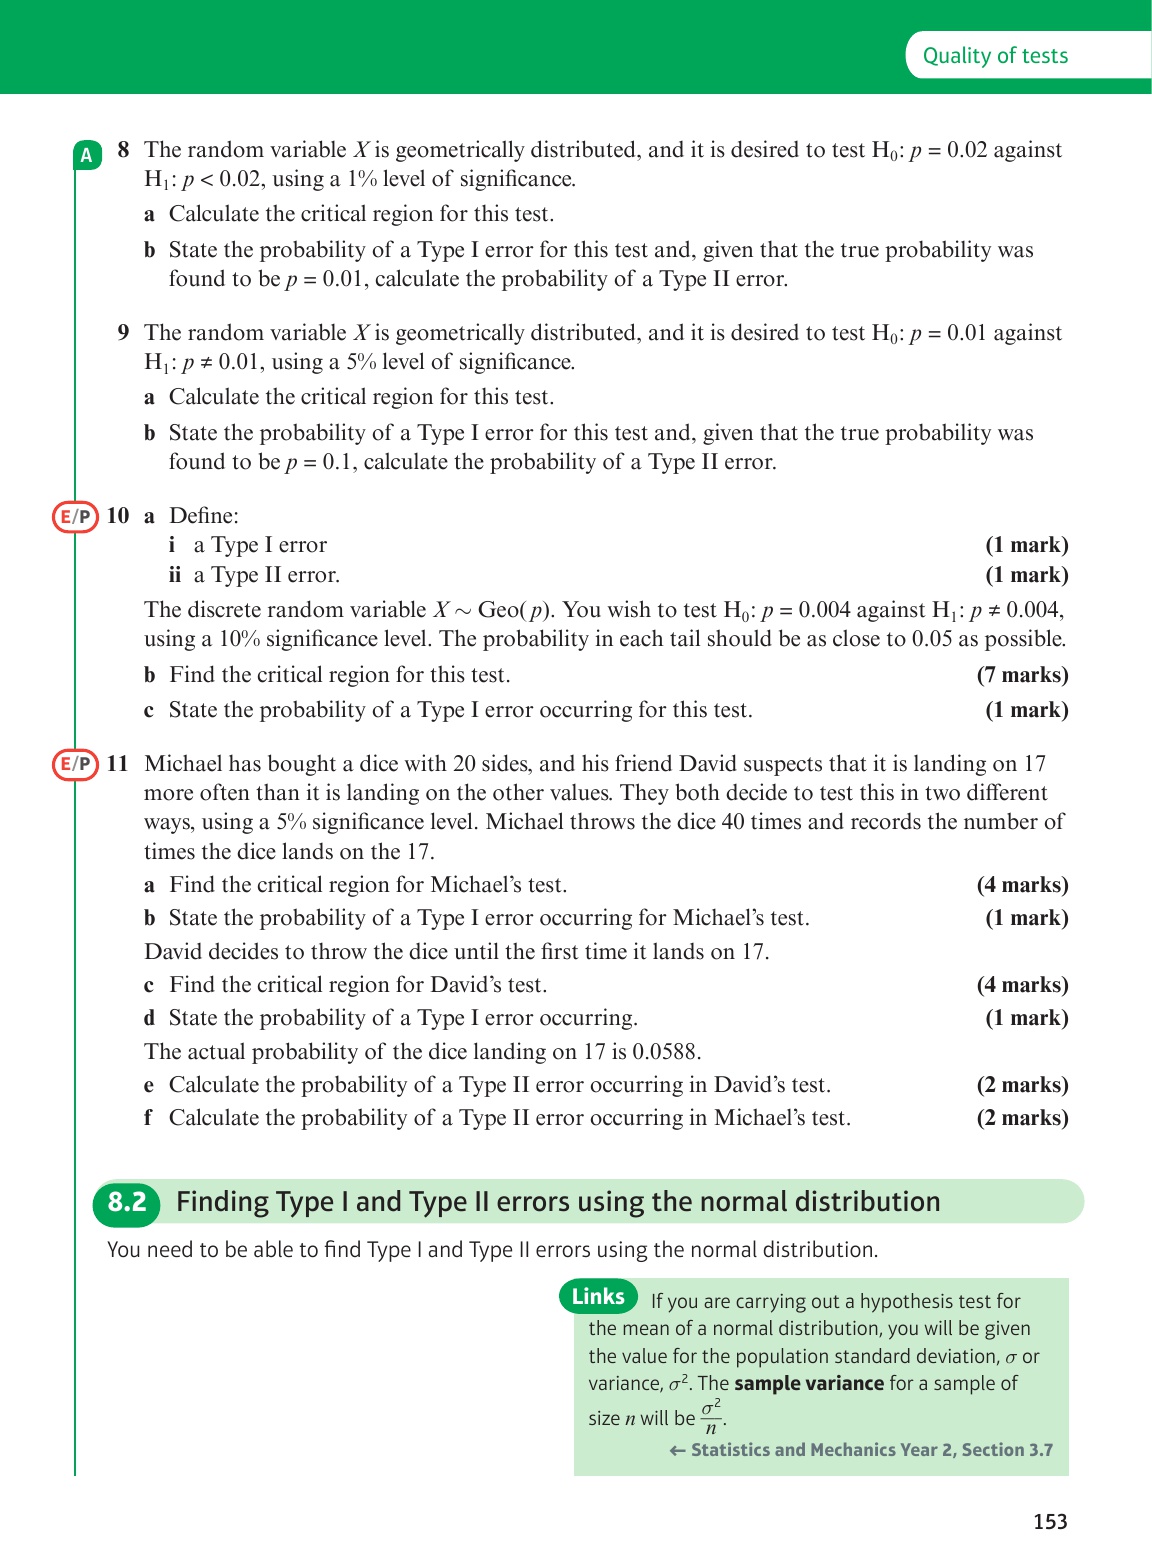 Quality of tests
A
8 The random variable X is geometrically distributed, and it is desired to test H₀: p = 0.02 against
H₁: p < 0.02, using a 1% level of significance.
a Calculate the critical region for this test.
b State the probability of a Type I error for this test and, given that the true probability was
found to be p = 0.01, calculate the probability of a Type II error.
9 The random variable X is geometrically distributed, and it is desired to test H₀: p = 0.01 against
H₁: p ≠ 0.01, using a 5% level of significance.
a Calculate the critical region for this test.
b State the probability of a Type I error for this test and, given that the true probability was
found to be p = 0.1, calculate the probability of a Type II error.
E/P 10 a Define:
i a Type I error (1 mark)
ii a Type II error. (1 mark)
The discrete random variable X ~ Geo(p). You wish to test H₀: p = 0.004 against H₁: p ≠ 0.004,
using a 10% significance level. The probability in each tail should be as close to 0.05 as possible.
b Find the critical region for this test. (7 marks)
c State the probability of a Type I error occurring for this test. (1 mark)
E/P 11 Michael has bought a dice with 20 sides, and his friend David suspects that it is landing on 17
more often than it is landing on the other values. They both decide to test this in two different
ways, using a 5% significance level. Michael throws the dice 40 times and records the number of
times the dice lands on the 17.
a Find the critical region for Michael's test. (4 marks)
b State the probability of a Type I error occurring for Michael's test. (1 mark)
David decides to throw the dice until the first time it lands on 17.
c Find the critical region for David's test. (4 marks)
d State the probability of a Type I error occurring. (1 mark)
The actual probability of the dice landing on 17 is 0.0588.
e Calculate the probability of a Type II error occurring in David's test. (2 marks)
f Calculate the probability of a Type II error occurring in Michael's test. (2 marks)
8.2 Finding Type I and Type II errors using the normal distribution
You need to be able to find Type I and Type II errors using the normal distribution.
Links If you are carrying out a hypothesis test for
the mean of a normal distribution, you will be given
the value for the population standard deviation, σ or
variance, σ². The sample variance for a sample of
size n will be σ²/n.
← Statistics and Mechanics Year 2, Section 3.7
153